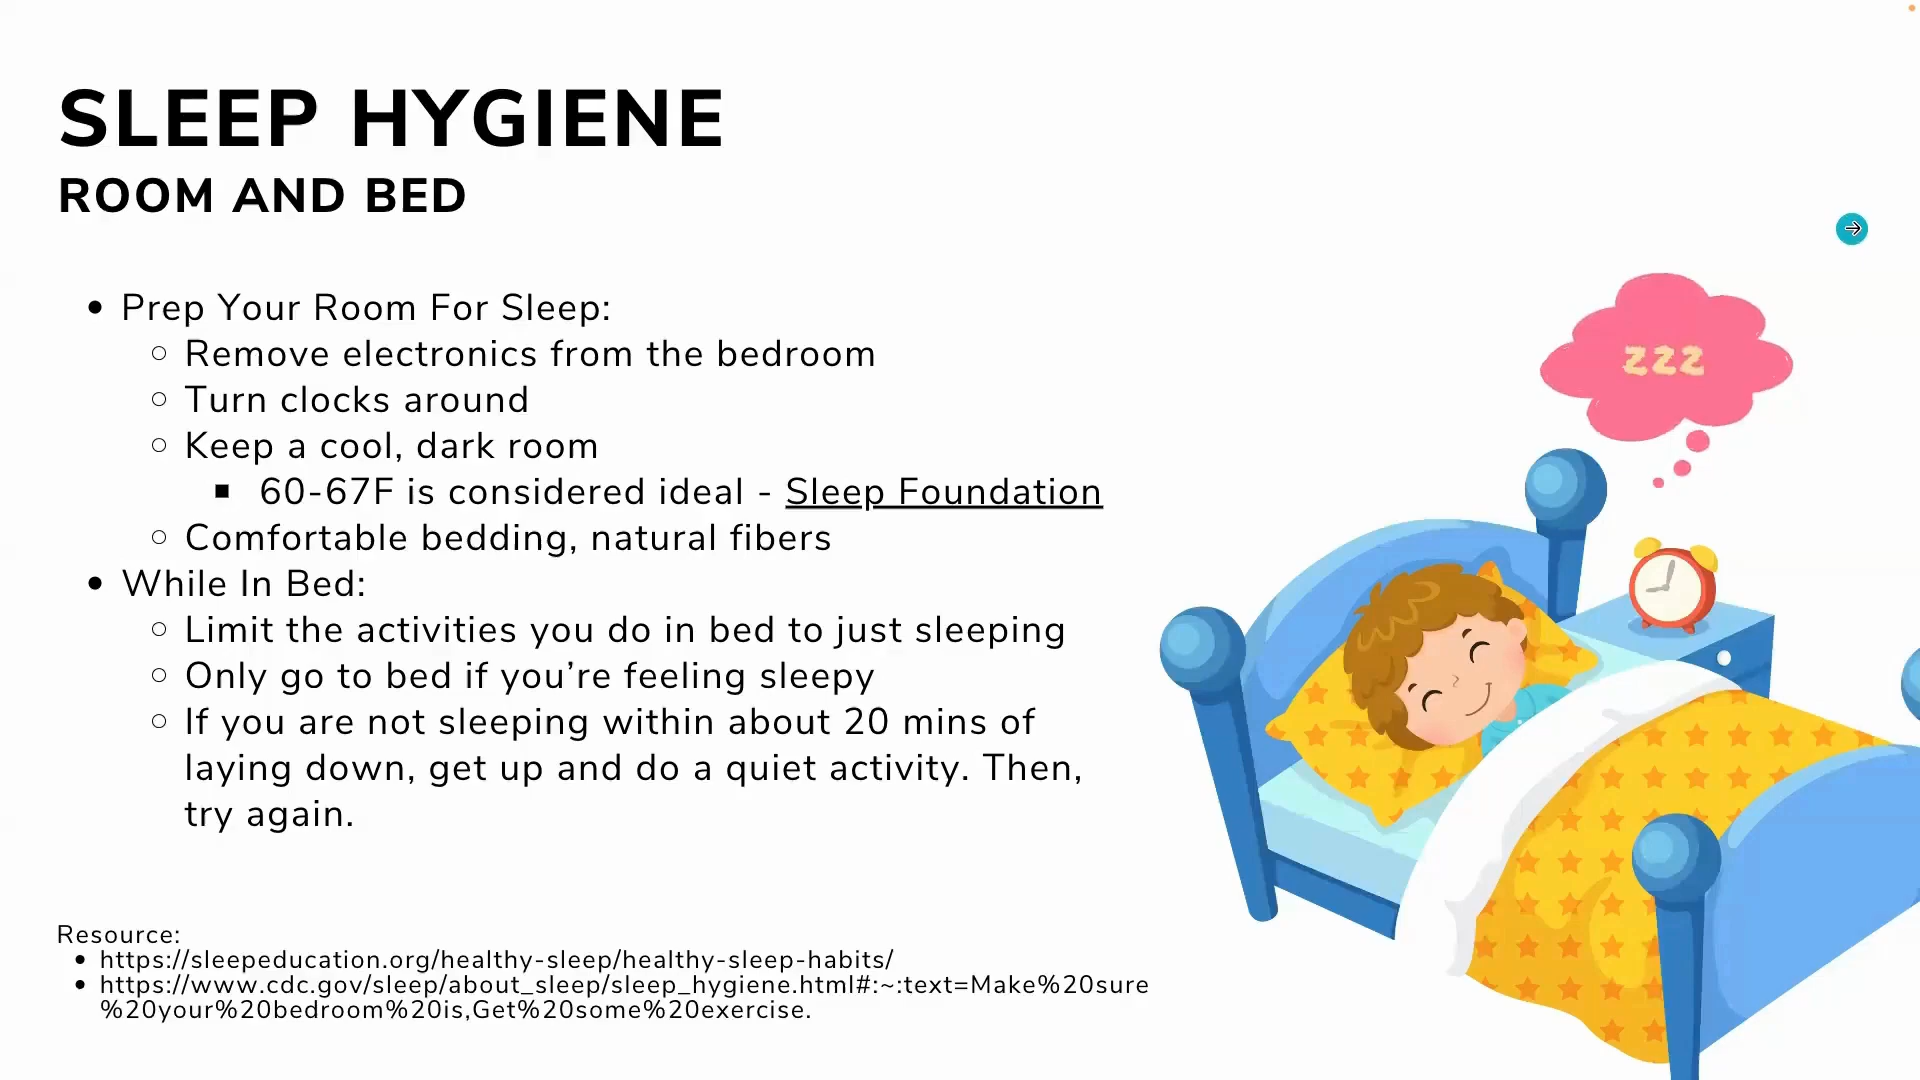 SLEEP HYGIENE
ROOM AND BED
• Prep Your Room For Sleep:
○ Remove electronics from the bedroom
○ Turn clocks around
○ Keep a cool, dark room
■ 60-67F is considered ideal - Sleep Foundation
○ Comfortable bedding, natural fibers
• While In Bed:
○ Limit the activities you do in bed to just sleeping
○ Only go to bed if you’re feeling sleepy
○ If you are not sleeping within about 20 mins of
laying down, get up and do a quiet activity. Then,
try again.
zzz
Resource:
• https://sleepeducation.org/healthy-sleep/healthy-sleep-habits/
• https://www.cdc.gov/sleep/about_sleep/sleep_hygiene.html#:~:text=Make%20sure
%20your%20bedroom%20is,Get%20some%20exercise.